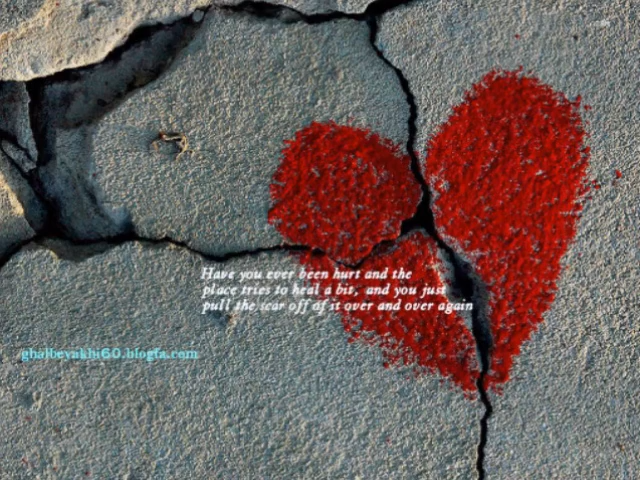 Have you ever been hurt and the
place tries to heal a bit, and you just
pull the scar off of it over and over again
ghalbeyakhi60.blogfa.com